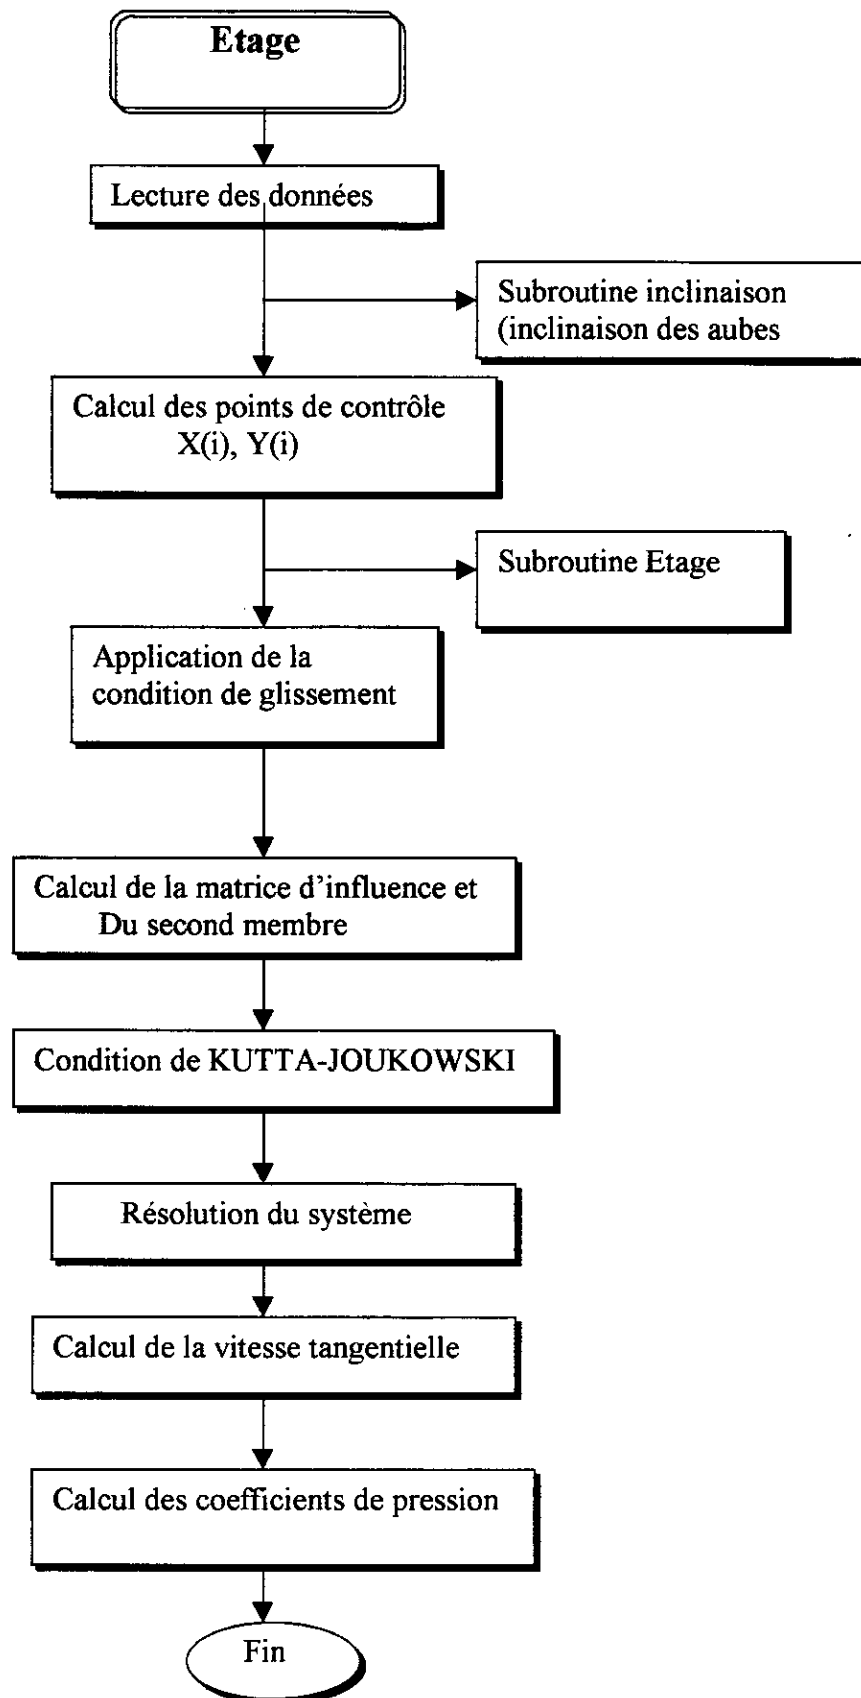 Etage
Lecture des données
Subroutine inclinaison
(inclinaison des aubes
Calcul des points de contrôle
X(i), Y(i)
Subroutine Etage
Application de la
condition de glissement
Calcul de la matrice d'influence et
Du second membre
Condition de KUTTA-JOUKOWSKI
Résolution du système
Calcul de la vitesse tangentielle
Calcul des coefficients de pression
Fin